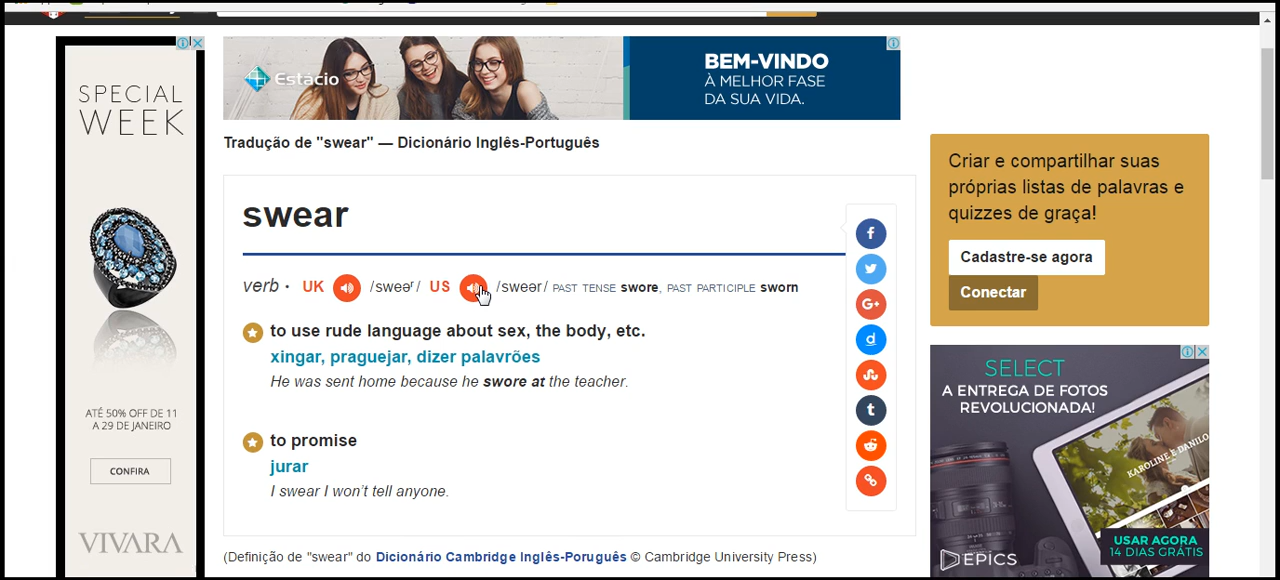 SPECIAL
WEEK
ATÉ 50% OFF DE 11
A 29 DE JANEIRO
CONFIRA
VIVARA
Estácio
BEM-VINDO
À MELHOR FASE
DA SUA VIDA.
Tradução de "swear" — Dicionário Inglês-Português
swear
verb · UK /sweəʳ/ US /sweər/ PAST TENSE swore, PAST PARTICIPLE sworn
to use rude language about sex, the body, etc.
xingar, praguejar, dizer palavrões
He was sent home because he swore at the teacher.
to promise
jurar
I swear I won't tell anyone.
(Definição de "swear" do Dicionário Cambridge Inglês-Poruguês © Cambridge University Press)
f
G+
d
t
Criar e compartilhar suas
próprias listas de palavras e
quizzes de graça!
Cadastre-se agora
Conectar
SELECT
A ENTREGA DE FOTOS
REVOLUCIONADA!
KAROLINE E DANILO
USAR AGORA
14 DIAS GRÁTIS
EPICS